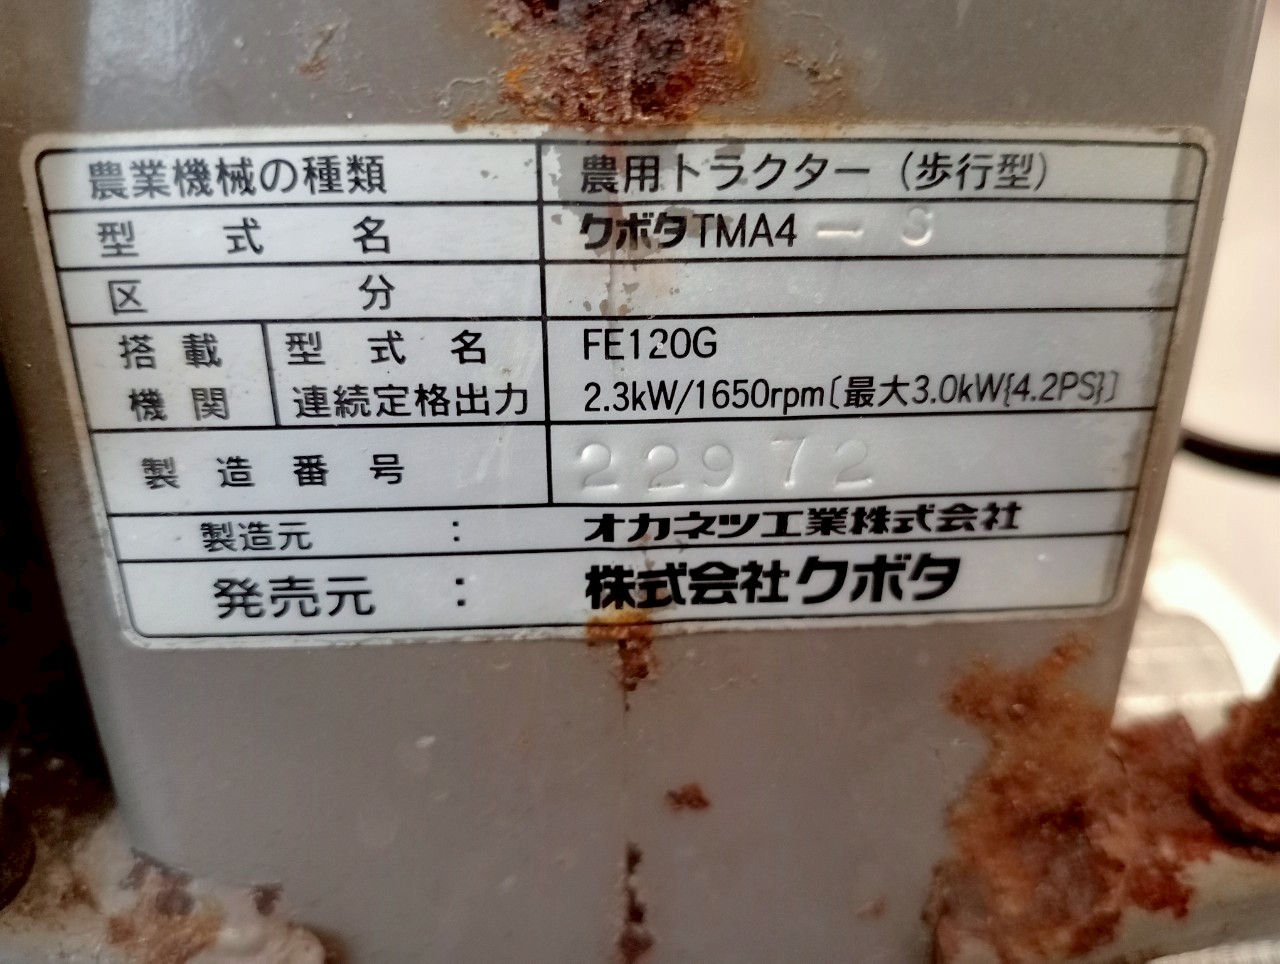 農業機械の種類 農用トラクター（歩行型）
型式名 クボタTMA4 － S
区分
搭載機関 型式名 FE120G
連続定格出力 2.3kW/1650rpm〔最大3.0kW{4.2PS}〕
製造番号 22972
製造元 : オカネツ工業株式会社
発売元 : 株式会社クボタ